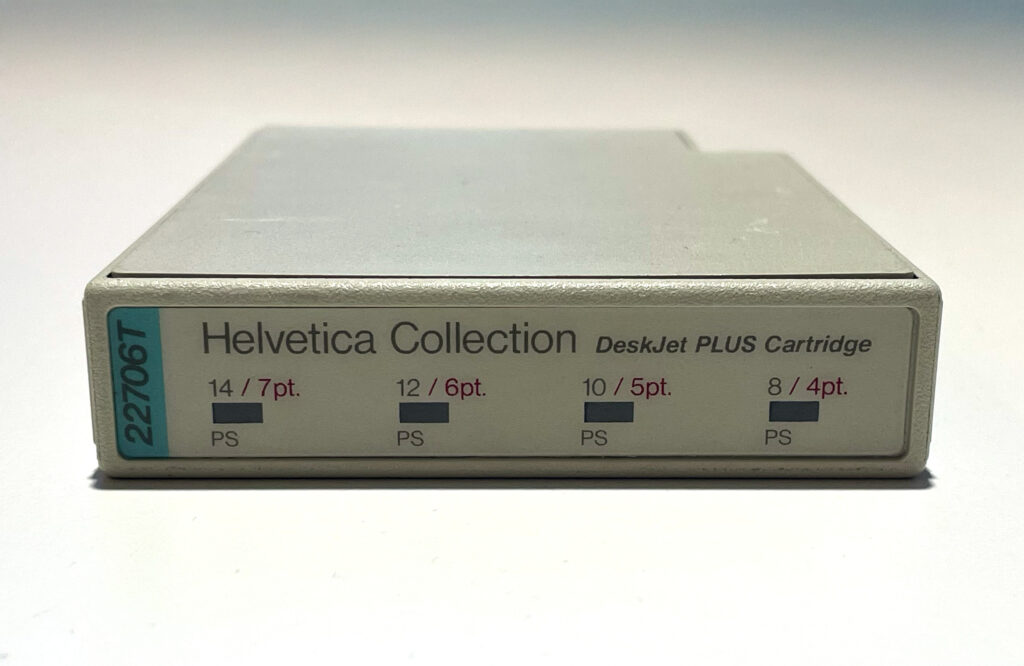 22706T
Helvetica Collection DeskJet PLUS Cartridge
14 / 7pt. 12 / 6pt. 10 / 5pt. 8 / 4pt.
PS PS PS PS